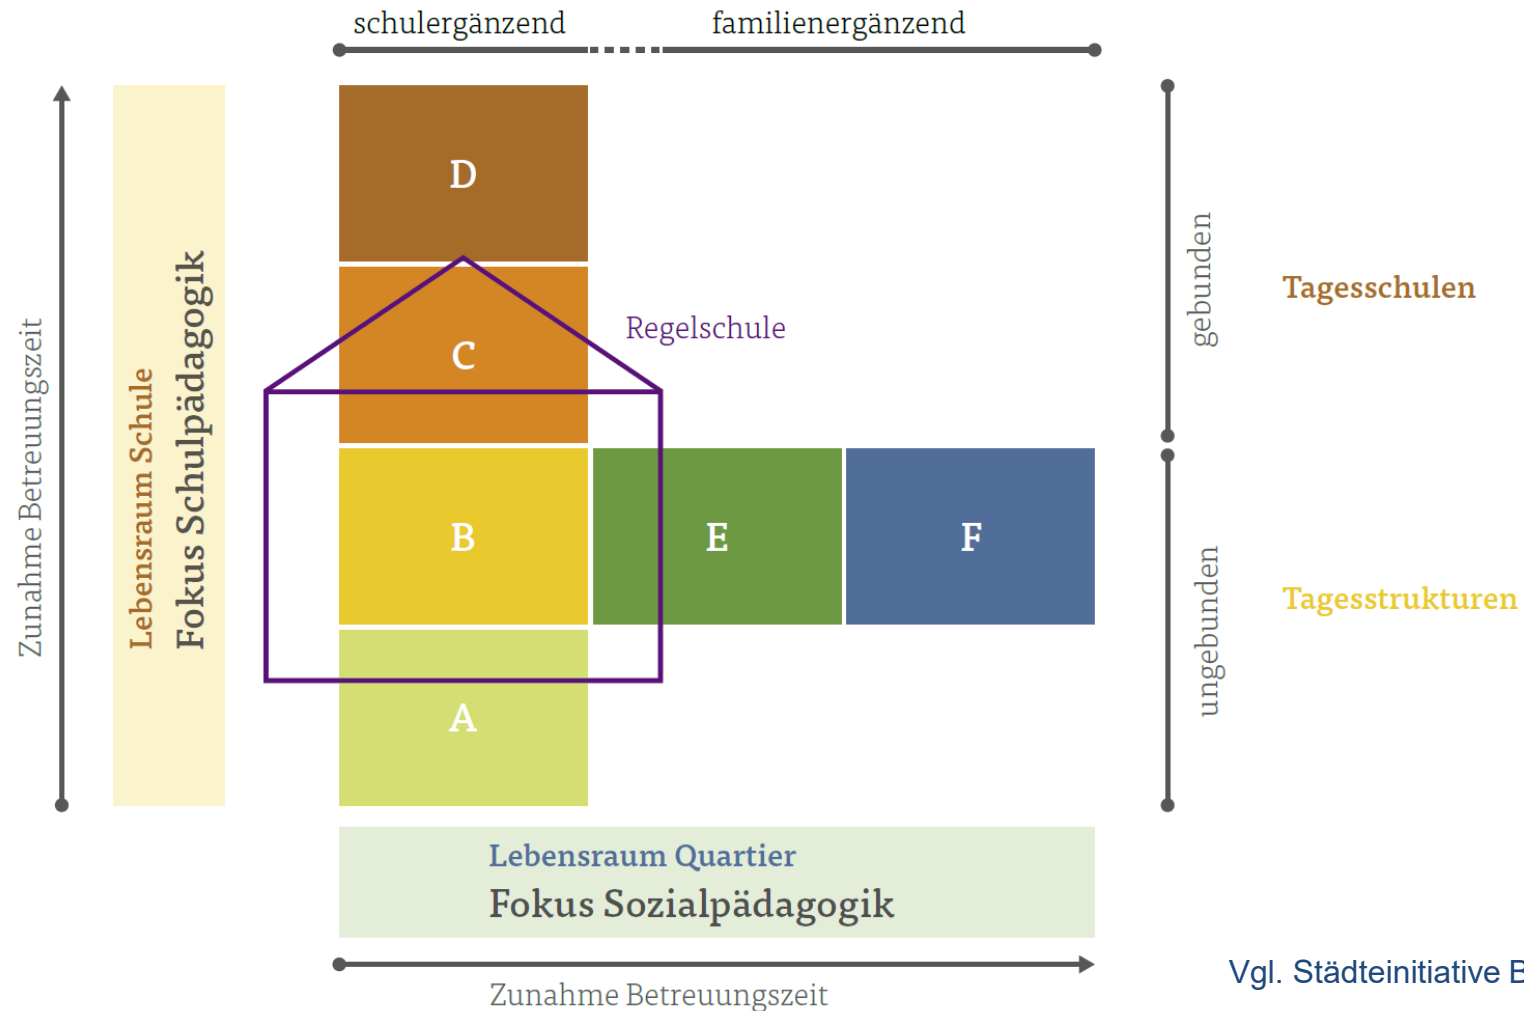 schulergänzend
familienergänzend
Zunahme Betreuungszeit
Lebensraum Schule
Fokus Schulpädagogik
D
C
Regelschule
B
E
F
A
gebunden
ungebunden
Tagesschulen
Tagesstrukturen
Lebensraum Quartier
Fokus Sozialpädagogik
Zunahme Betreuungszeit
Vgl. Städteinitiative